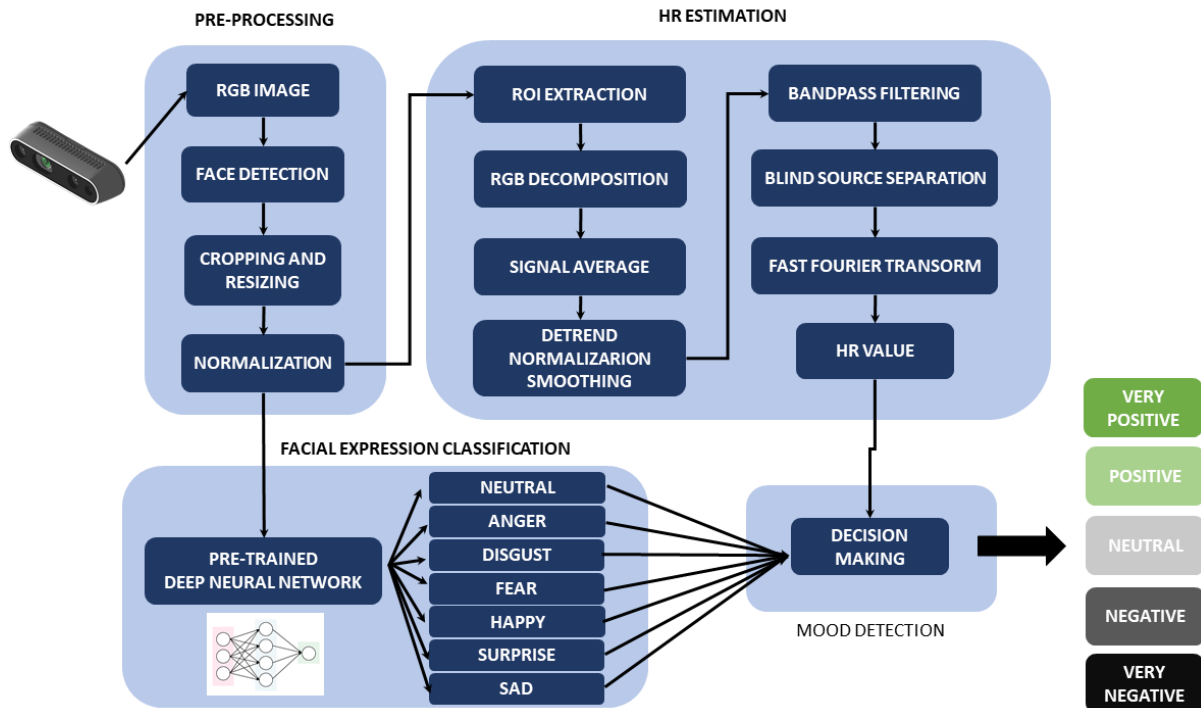 PRE-PROCESSING
RGB IMAGE
FACE DETECTION
CROPPING AND
RESIZING
NORMALIZATION
HR ESTIMATION
ROI EXTRACTION
RGB DECOMPOSITION
SIGNAL AVERAGE
DETREND
NORMALIZARION
SMOOTHING
BANDPASS FILTERING
BLIND SOURCE SEPARATION
FAST FOURIER TRANSORM
HR VALUE
FACIAL EXPRESSION CLASSIFICATION
PRE-TRAINED
DEEP NEURAL NETWORK
NEUTRAL
ANGER
DISGUST
FEAR
HAPPY
SURPRISE
SAD
DECISION
MAKING
MOOD DETECTION
VERY
POSITIVE
POSITIVE
NEUTRAL
NEGATIVE
VERY
NEGATIVE